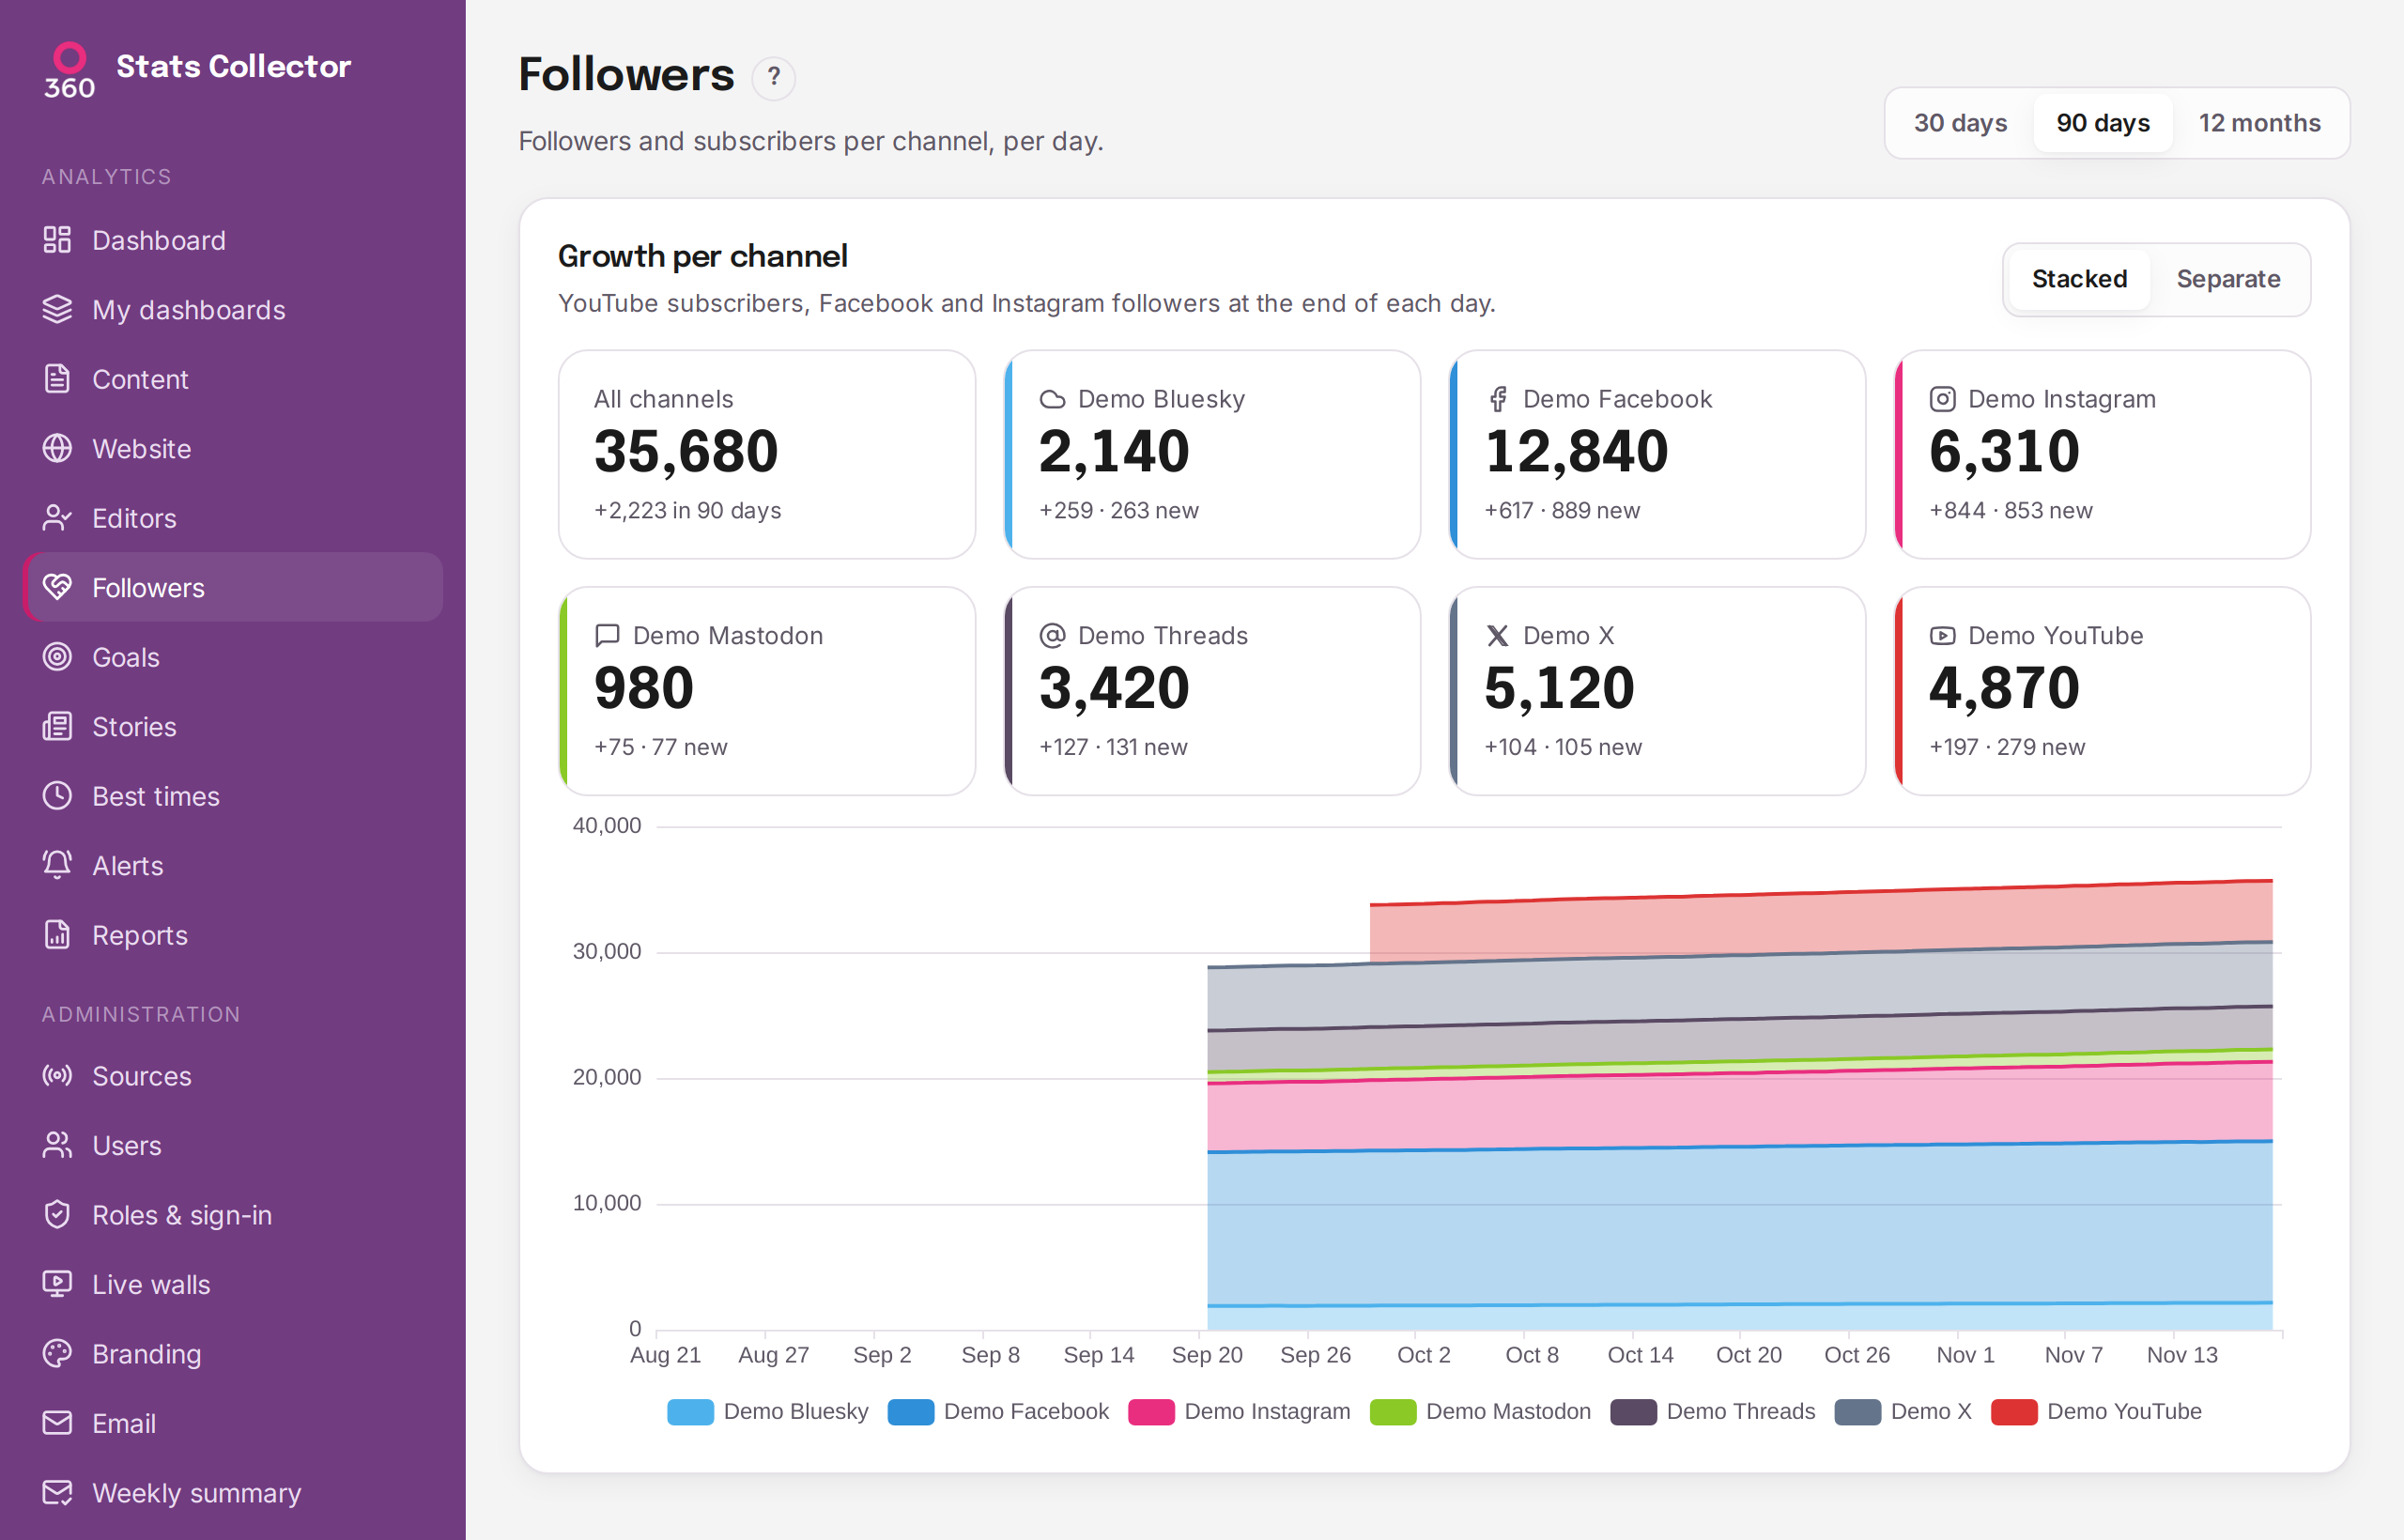 360
Stats Collector
ANALYTICS
Dashboard
My dashboards
Content
Website
Editors
Followers
Goals
Stories
Best times
Alerts
Reports
ADMINISTRATION
Sources
Users
Roles & sign-in
Live walls
Branding
Email
Weekly summary
Followers ?
Followers and subscribers per channel, per day.
30 days 90 days 12 months
Growth per channel
YouTube subscribers, Facebook and Instagram followers at the end of each day.
Stacked Separate
All channels
35,680
+2,223 in 90 days
Demo Bluesky
2,140
+259 · 263 new
Demo Facebook
12,840
+617 · 889 new
Demo Instagram
6,310
+844 · 853 new
Demo Mastodon
980
+75 · 77 new
Demo Threads
3,420
+127 · 131 new
Demo X
5,120
+104 · 105 new
Demo YouTube
4,870
+197 · 279 new
40,000
30,000
20,000
10,000
0
Aug 21 Aug 27 Sep 2 Sep 8 Sep 14 Sep 20 Sep 26 Oct 2 Oct 8 Oct 14 Oct 20 Oct 26 Nov 1 Nov 7 Nov 13
Demo Bluesky Demo Facebook Demo Instagram Demo Mastodon Demo Threads Demo X Demo YouTube